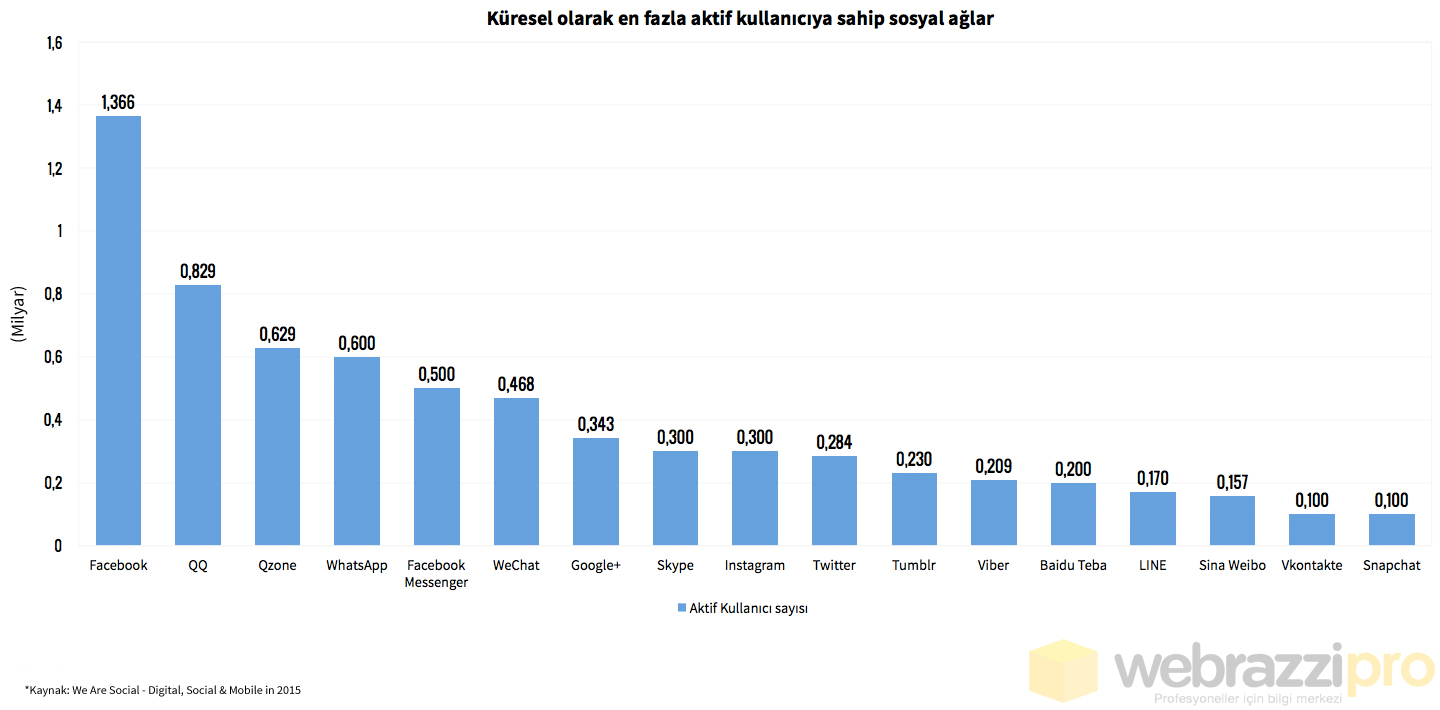 Küresel olarak en fazla aktif kullanıcıya sahip sosyal ağlar
(Milyar)
1,6
1,4
1,2
1
0,8
0,6
0,4
0,2
0
1,366
0,829
0,629
0,600
0,500
0,468
0,343
0,300
0,300
0,284
0,230
0,209
0,200
0,170
0,157
0,100
0,100
Facebook
QQ
Qzone
WhatsApp
Facebook
Messenger
WeChat
Google+
Skype
Instagram
Twitter
Tumblr
Viber
Baidu Teba
LINE
Sina Weibo
Vkontakte
Snapchat
Aktif Kullanıcı sayısı
*Kaynak: We Are Social - Digital, Social & Mobile in 2015
webrazzipro
Profesyoneller için bilgi merkezi